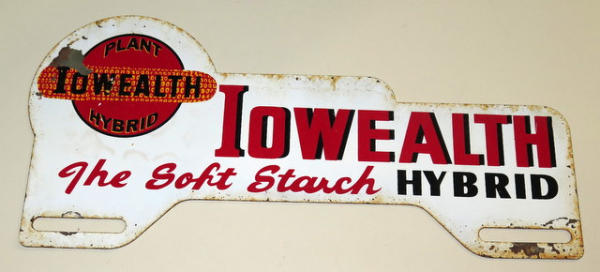 PLANT
IOWEALTH
HYBRID
IOWEALTH
The Soft Starch HYBRID